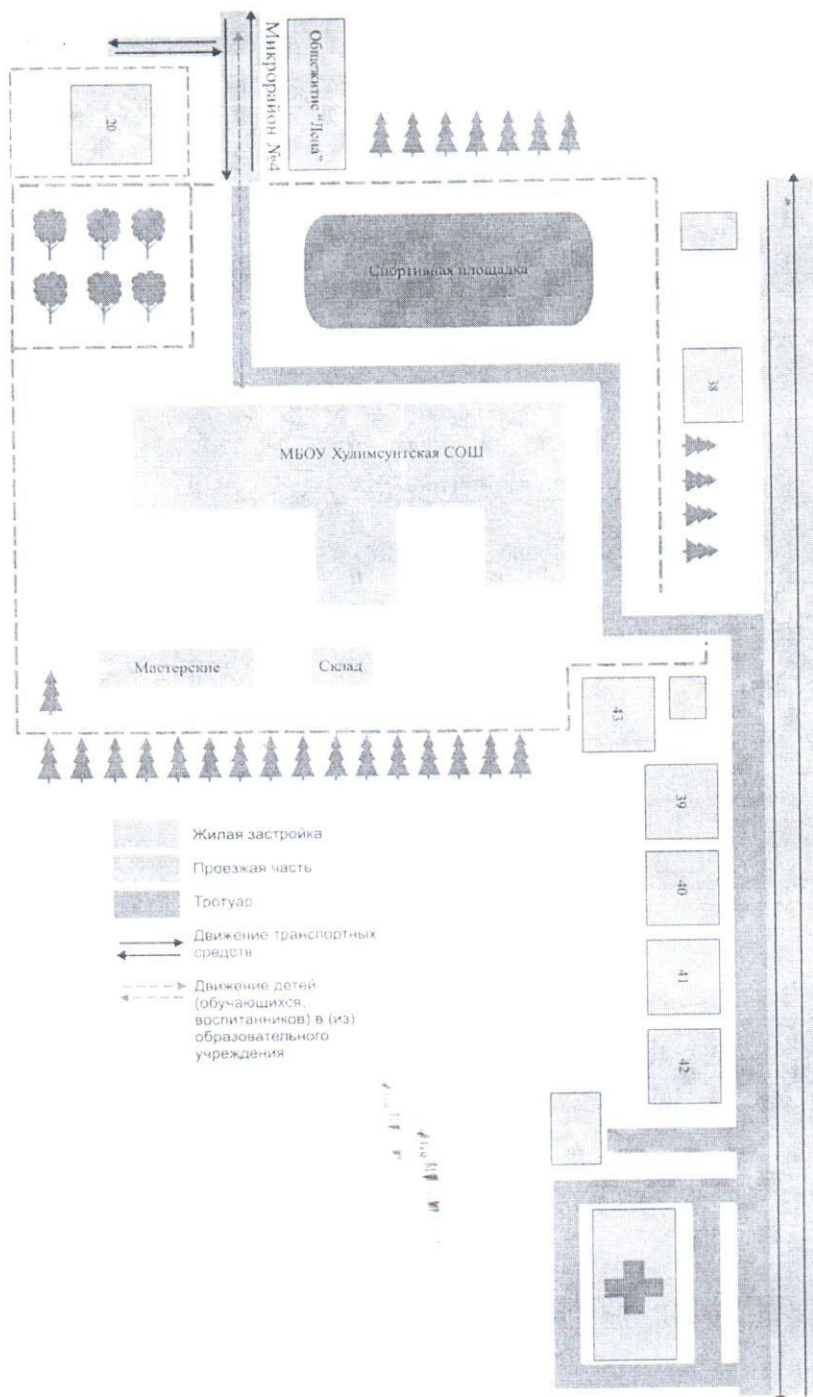 Общежитие "Лена"
Микрорайон №4
20
Спортивная площадка
38
МБОУ Хулимсунтская СОШ
Мастерские
Склад
43
39
40
41
42
Жилая застройка
Проезжая часть
Тротуар
Движение транспортных
средств
Движение детей
(обучающихся,
воспитанников) в (из)
образовательного
учреждения